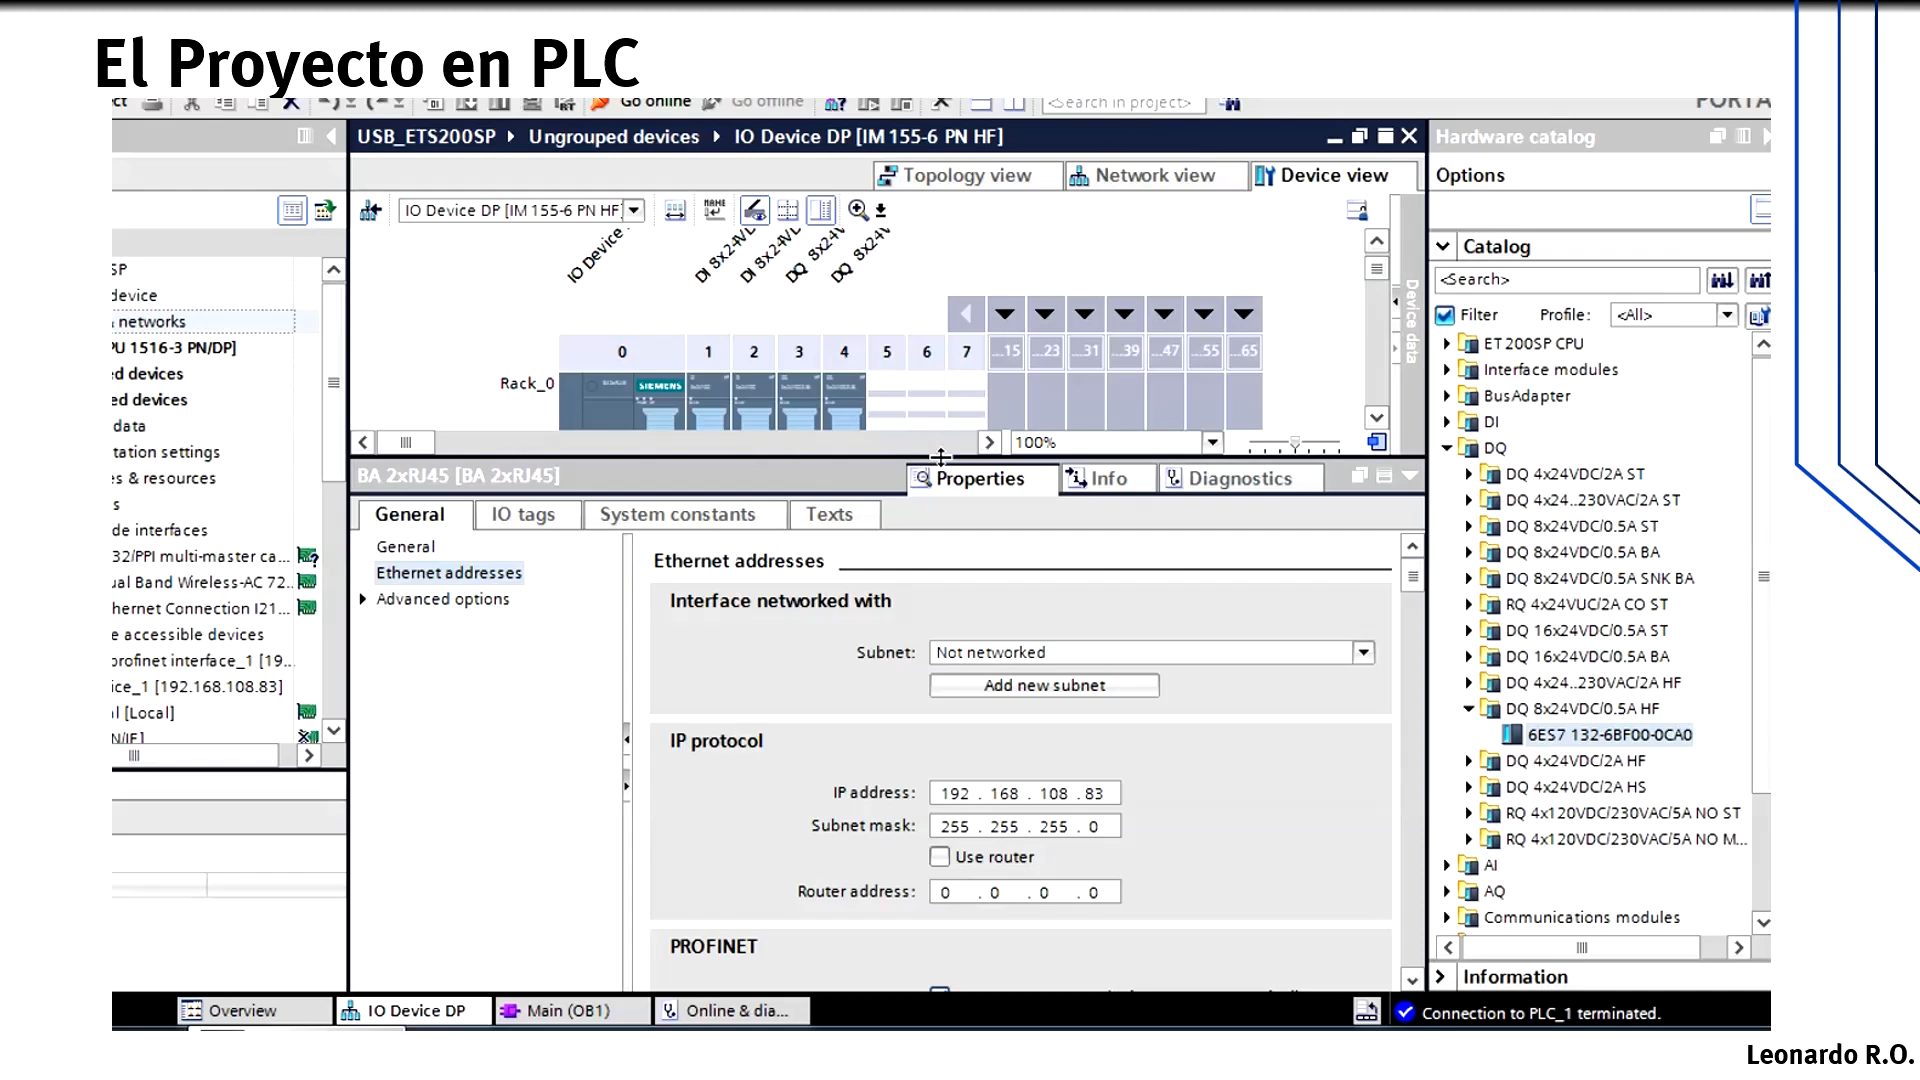 El Proyecto en PLC
Go online
Go offline
<Search in project>
USB_ETS200SP
Ungrouped devices
IO Device DP [IM 155-6 PN HF]
Hardware catalog
Topology view
Network view
Device view
Options
IO Device DP [IM 155-6 PN HF]
IO Device
DI 8x24V
DI 8x24V
DQ 8x24V
DQ 8x24V
Device data
0 1 2 3 4 5 6 7 ...15 ...23 ...31 ...39 ...47 ...55 ...65
Rack_0
SIEMENS
100%
& networks
PU 1516-3 PN/DP]
ed devices
ed devices
data
tation settings
es & resources
s
de interfaces
32/PPI multi-master ca...
ual Band Wireless-AC 72..
hernet Connection I21...
e accessible devices
profinet interface_1 [19...
ice_1 [192.168.108.83]
l [Local]
N/IE]
BA 2xRJ45 [BA 2xRJ45]
Properties
Info
Diagnostics
General
IO tags
System constants
Texts
General
Ethernet addresses
Advanced options
Ethernet addresses
Interface networked with
Subnet: Not networked
Add new subnet
IP protocol
IP address: 192 . 168 . 108 . 83
Subnet mask: 255 . 255 . 255 . 0
Use router
Router address: 0 . 0 . 0 . 0
PROFINET
Catalog
<Search>
Filter
Profile: <All>
ET 200SP CPU
Interface modules
BusAdapter
DI
DQ
DQ 4x24VDC/2A ST
DQ 4x24..230VAC/2A ST
DQ 8x24VDC/0.5A ST
DQ 8x24VDC/0.5A BA
DQ 8x24VDC/0.5A SNK BA
RQ 4x24VUC/2A CO ST
DQ 16x24VDC/0.5A ST
DQ 16x24VDC/0.5A BA
DQ 4x24..230VAC/2A HF
DQ 8x24VDC/0.5A HF
6ES7 132-6BF00-0CA0
DQ 4x24VDC/2A HF
DQ 4x24VDC/2A HS
RQ 4x120VDC/230VAC/5A NO ST
RQ 4x120VDC/230VAC/5A NO M...
AI
AQ
Communications modules
Information
Overview
IO Device DP
Main (OB1)
Online & dia...
Connection to PLC_1 terminated.
Leonardo R.O.